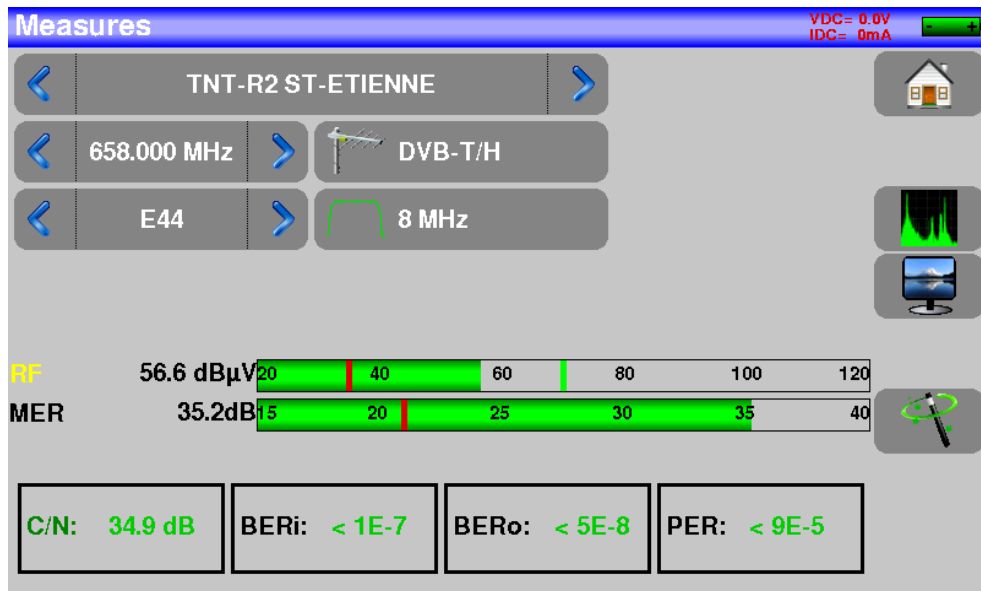 Measures
VDC= 0.0V
IDC= 0mA
- +
TNT-R2 ST-ETIENNE
658.000 MHz
DVB-T/H
E44
8 MHz
RF 56.6 dBµV 20 40 60 80 100 120
MER 35.2dB 15 20 25 30 35 40
C/N: 34.9 dB
BERi: < 1E-7
BERo: < 5E-8
PER: < 9E-5